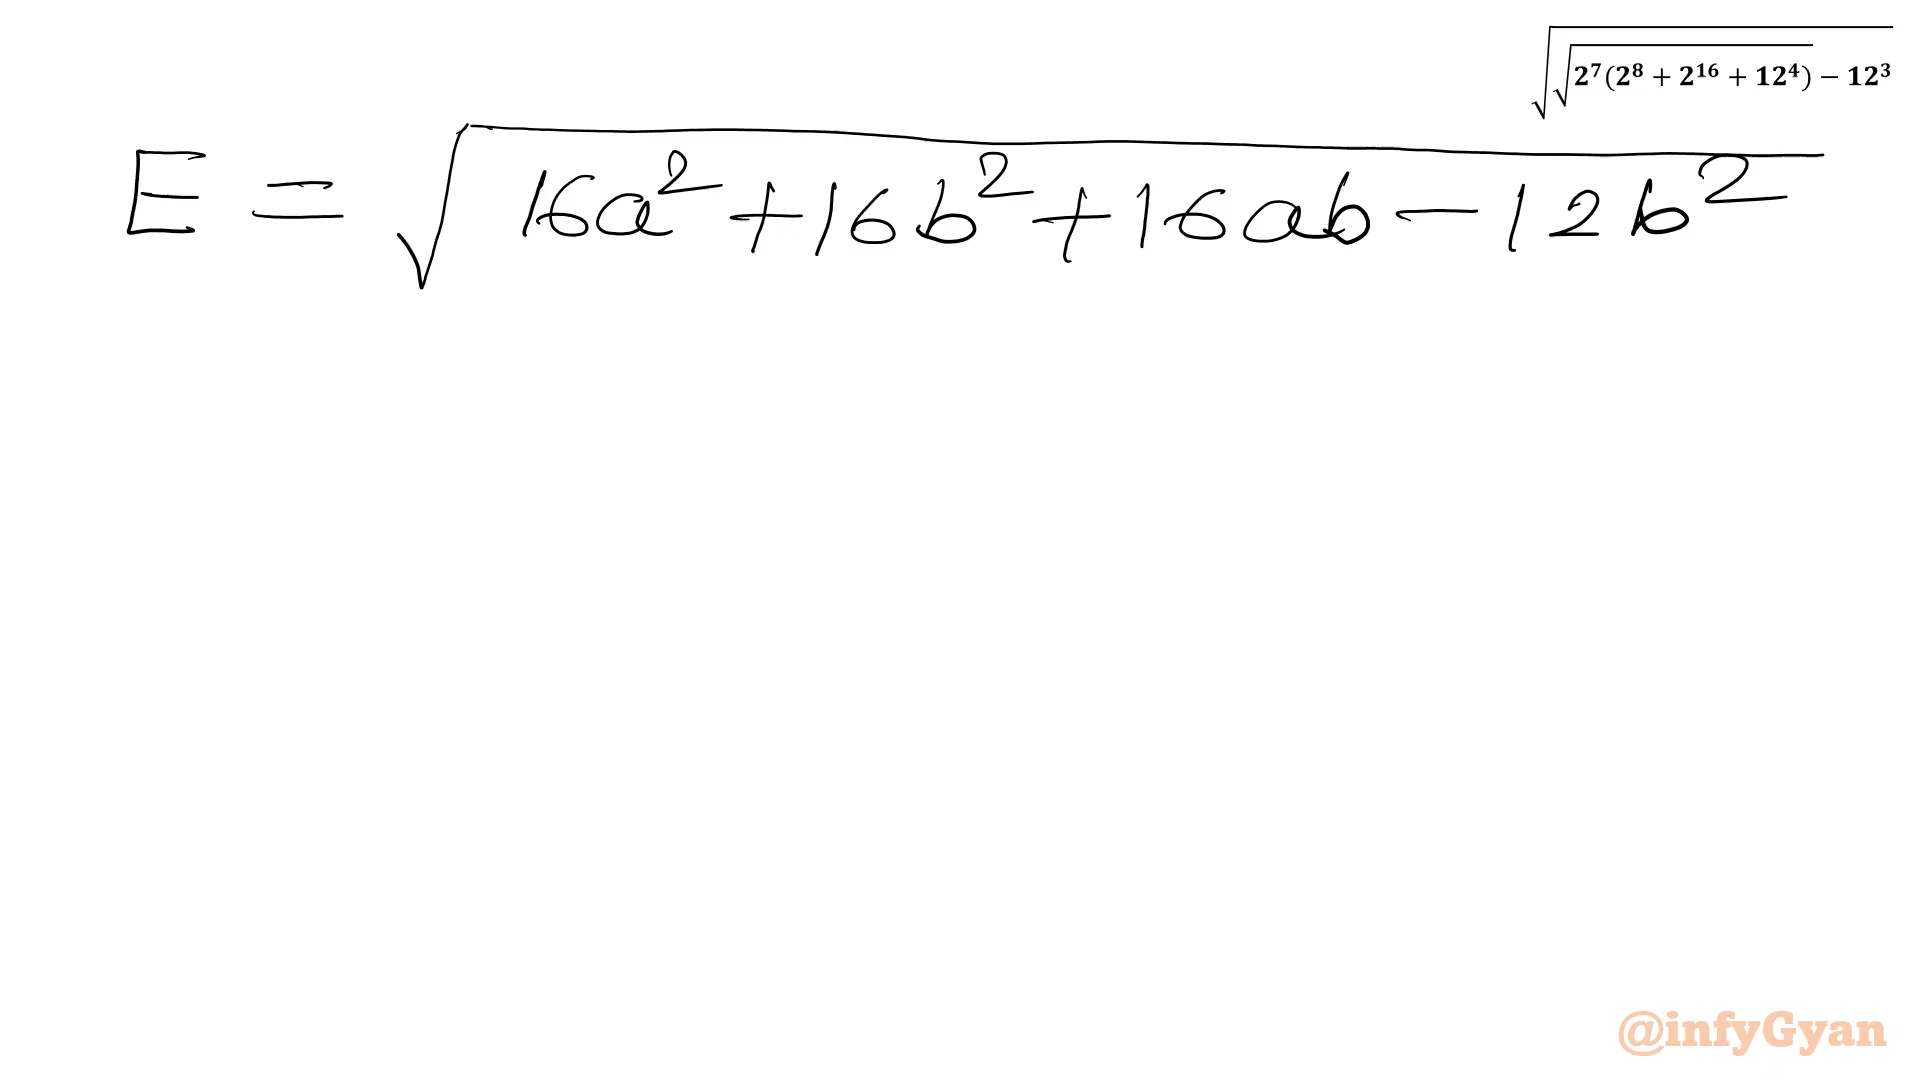 √(√(2⁷(2⁸ + 2¹⁶ + 12⁴)) − 12³)
E = √(16a² + 16b² + 16ab − 12b²)
@infyGyan